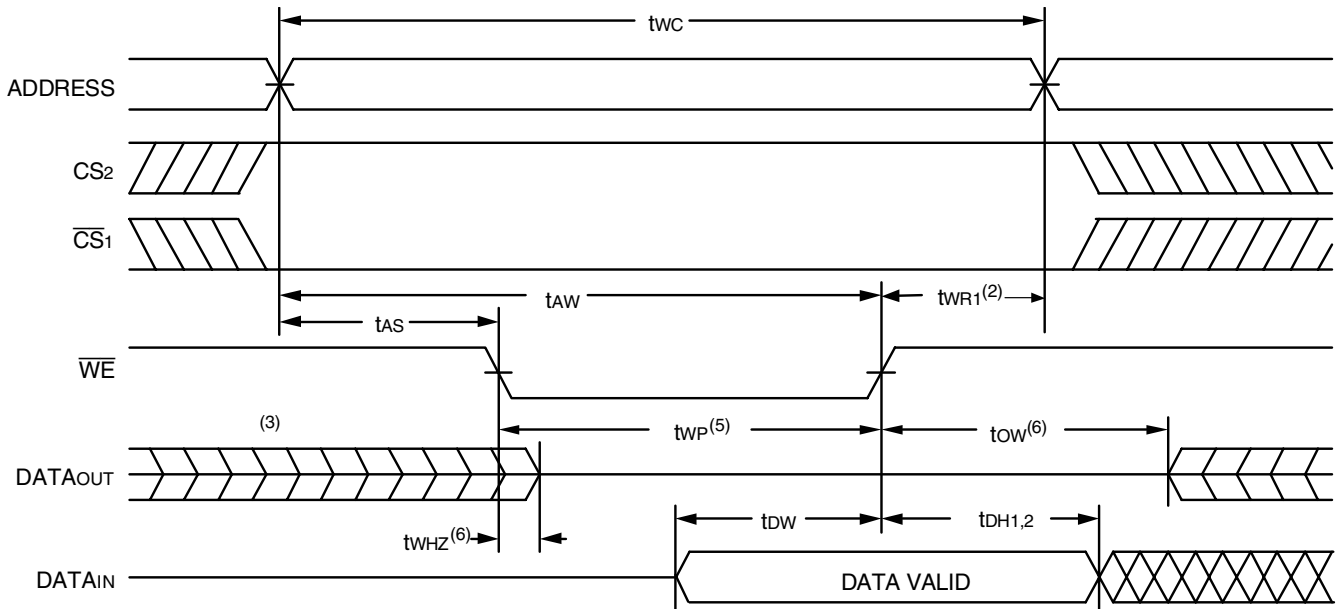 tWC
ADDRESS
CS2
CS1
tAW
tWR1(2)
tAS
WE
(3)
tWP(5)
tOW(6)
DATAOUT
tDW
tDH1,2
tWHZ(6)
DATAIN
DATA VALID